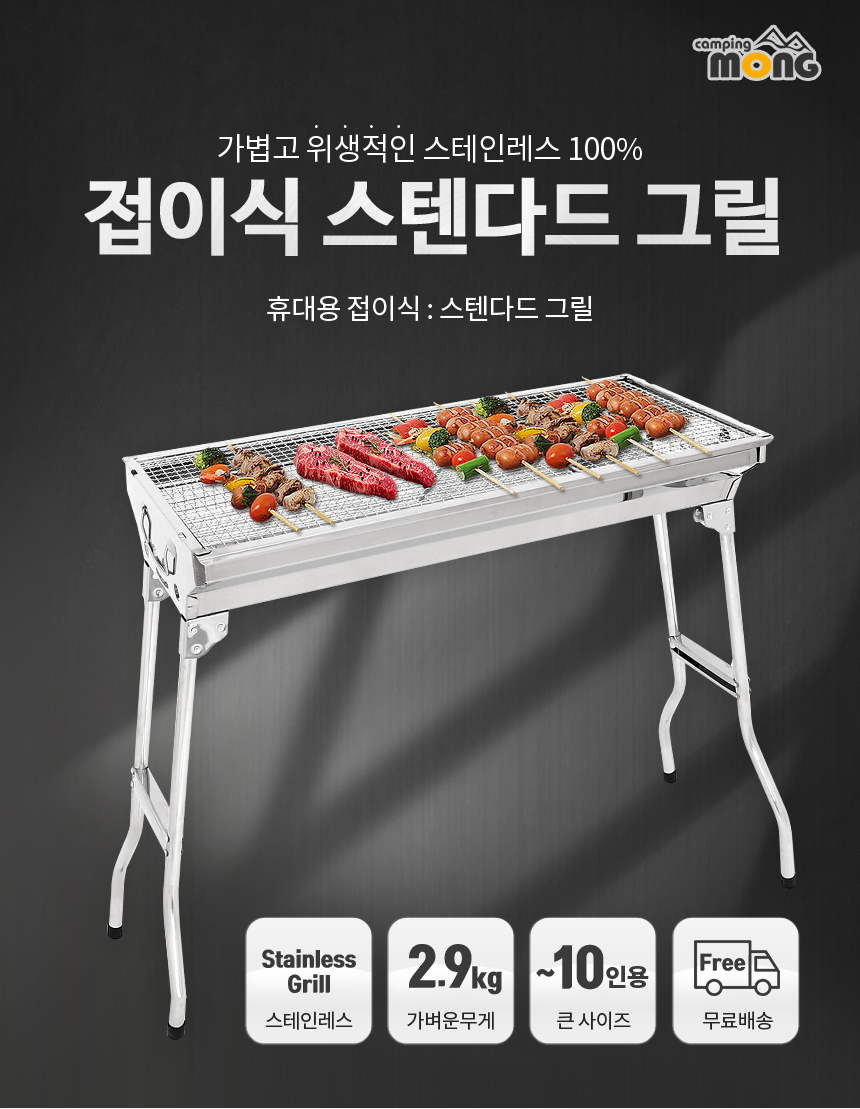 camping
mong
가볍고 위생적인 스테인레스 100%
접이식 스텐다드 그릴
휴대용 접이식 : 스텐다드 그릴
Stainless
Grill
스테인레스
2.9kg
가벼운무게
~10인용
큰 사이즈
Free
무료배송